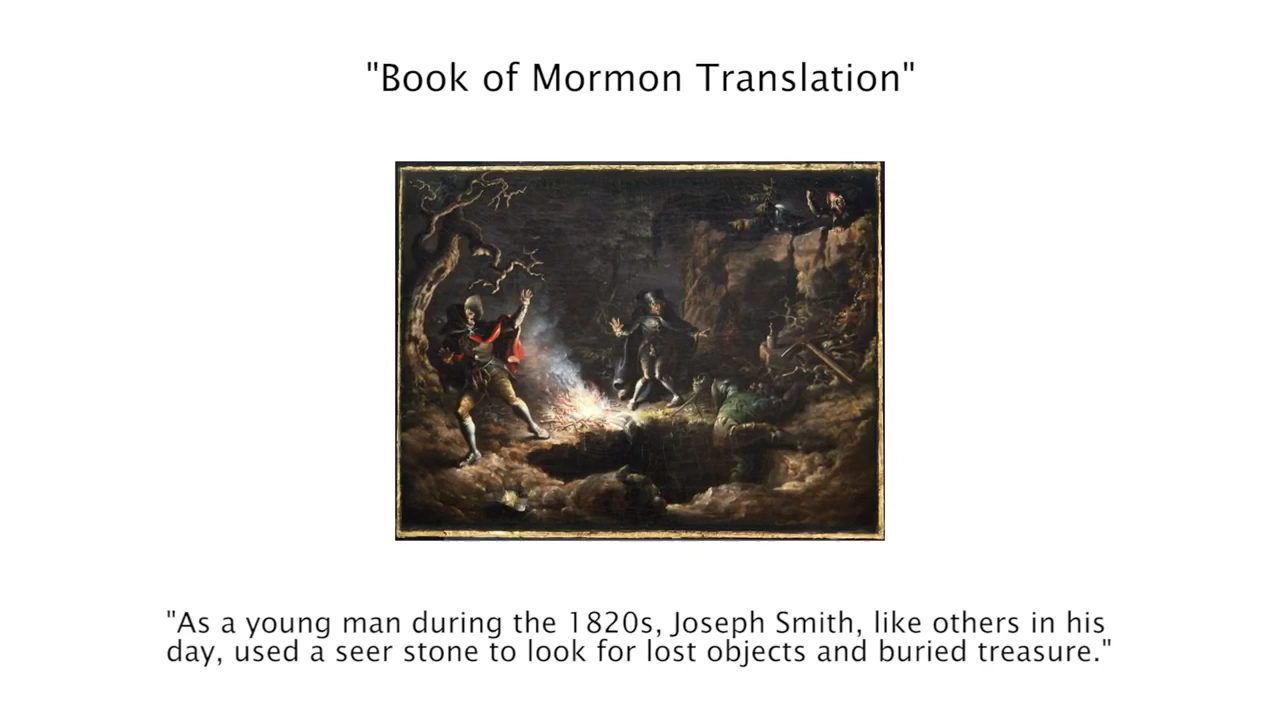 "Book of Mormon Translation"
"As a young man during the 1820s, Joseph Smith, like others in his
day, used a seer stone to look for lost objects and buried treasure."